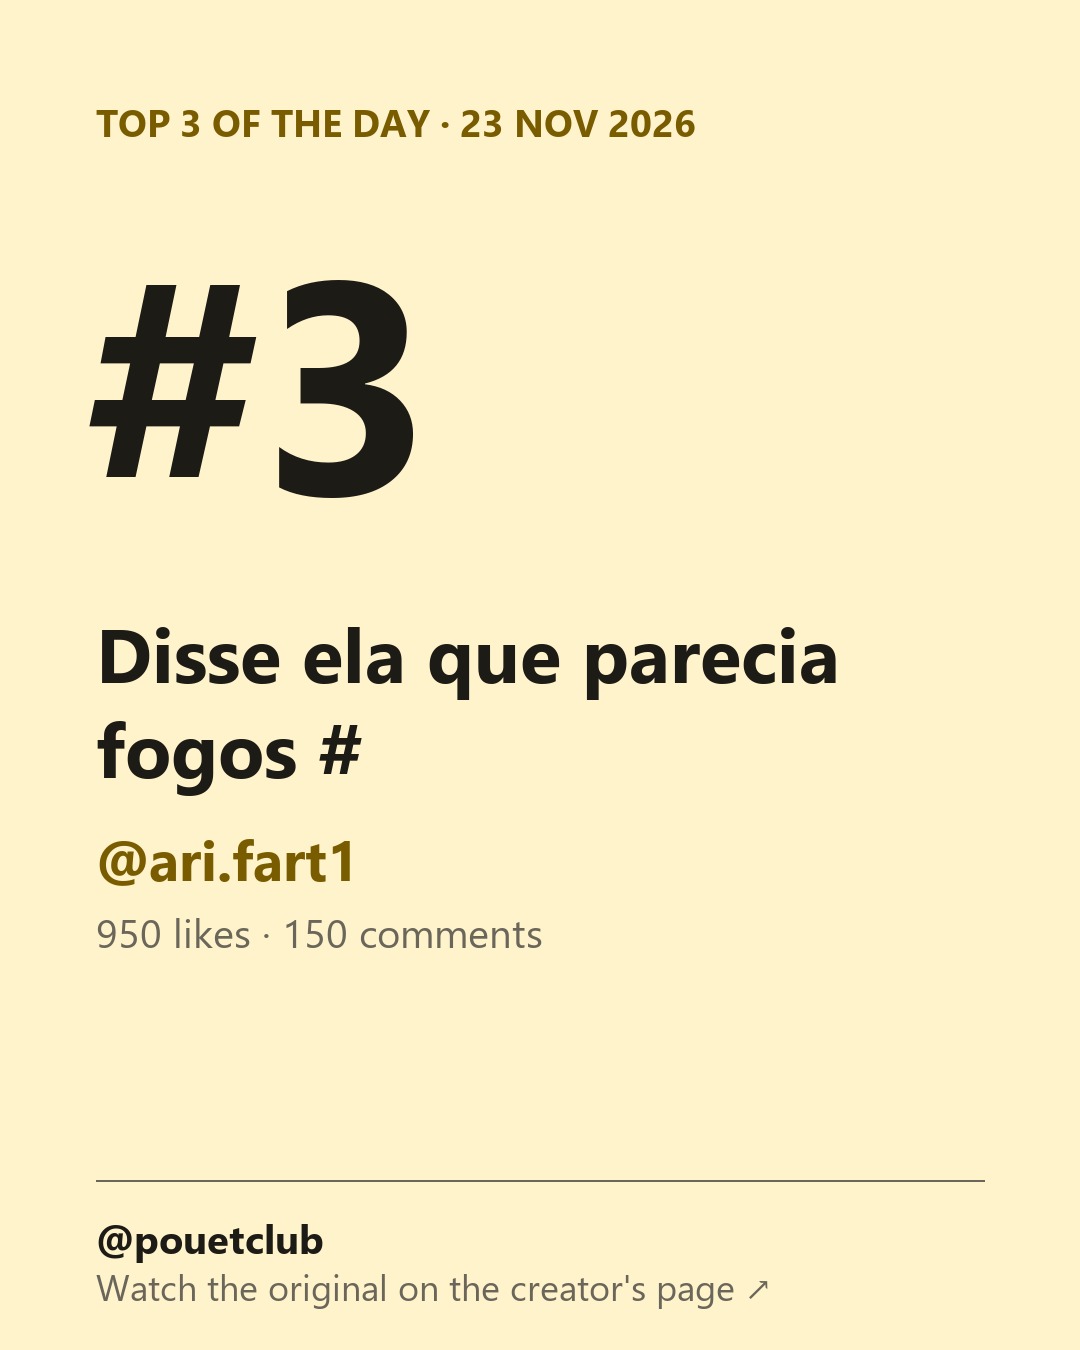 TOP 3 OF THE DAY · 23 NOV 2026
#3
Disse ela que parecia
fogos #
@ari.fart1
950 likes · 150 comments
@pouetclub
Watch the original on the creator's page ↗